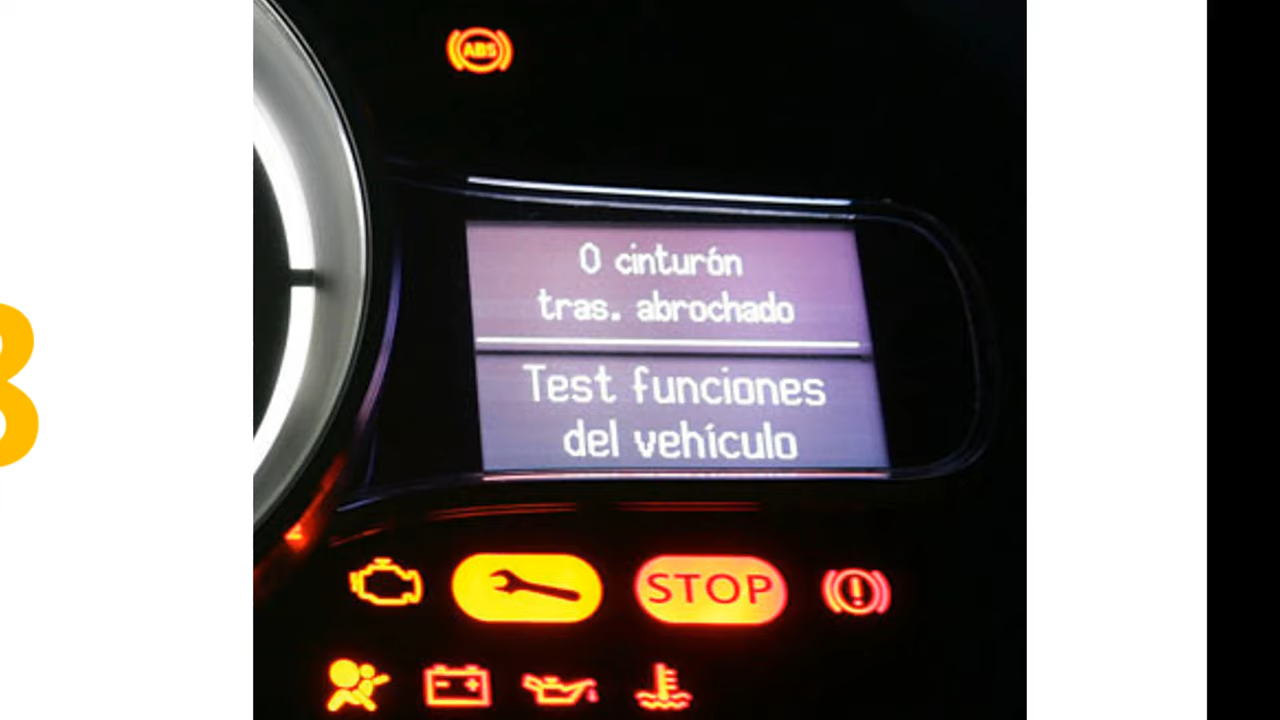 ABS
0 cinturón
tras. abrochado
Test funciones
del vehículo
STOP